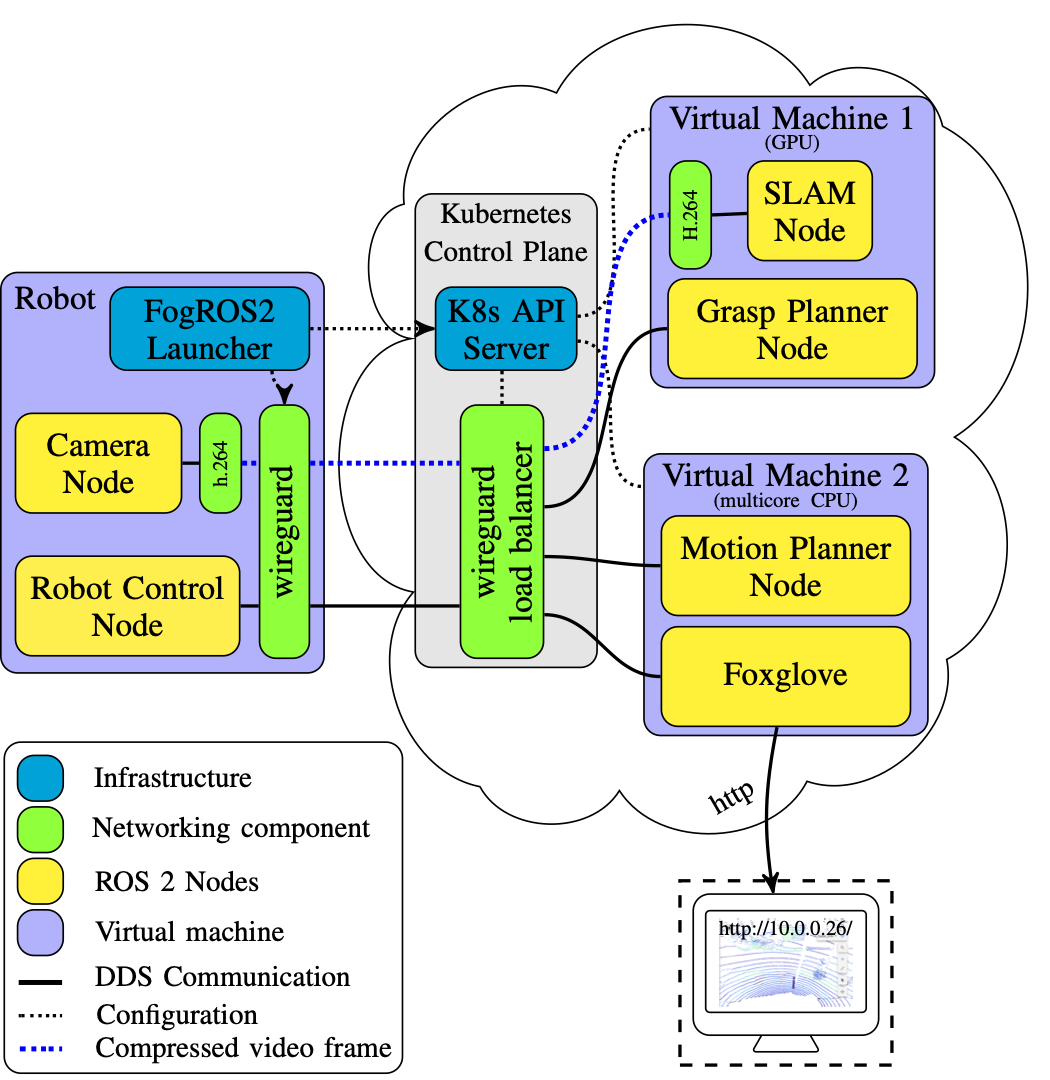 Robot
FogROS2
Launcher
Camera
Node
h.264
wireguard
Robot Control
Node
Kubernetes
Control Plane
K8s API
Server
wireguard
load balancer
Virtual Machine 1
(GPU)
H.264
SLAM
Node
Grasp Planner
Node
Virtual Machine 2
(multicore CPU)
Motion Planner
Node
Foxglove
http
http://10.0.0.26/
Infrastructure
Networking component
ROS 2 Nodes
Virtual machine
DDS Communication
Configuration
Compressed video frame